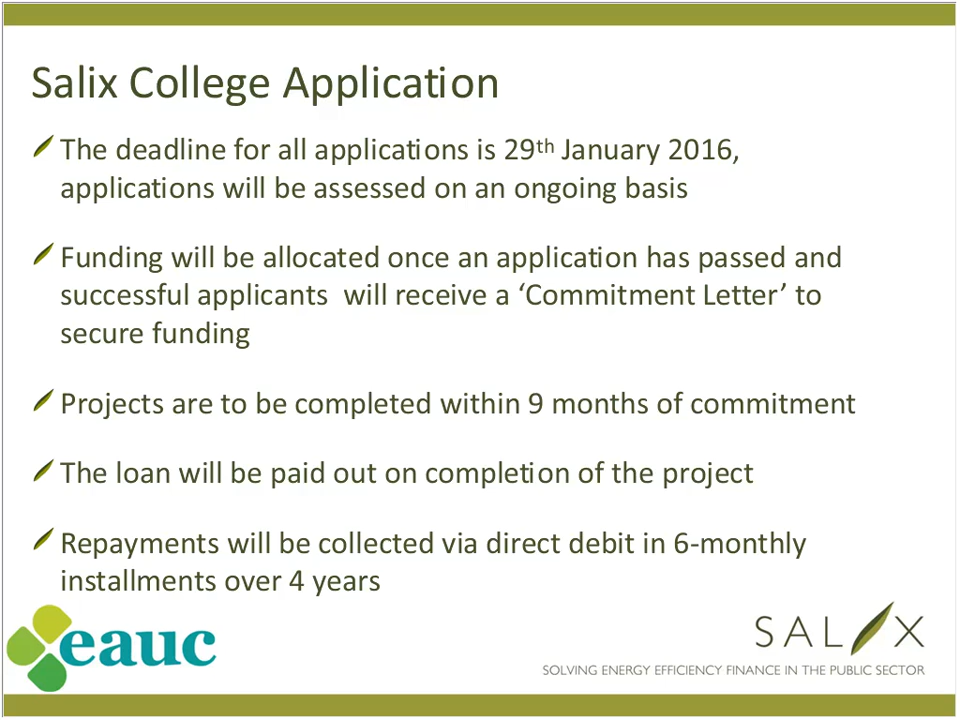 Salix College Application
The deadline for all applications is 29th January 2016,
applications will be assessed on an ongoing basis
Funding will be allocated once an application has passed and
successful applicants  will receive a ‘Commitment Letter’ to
secure funding
Projects are to be completed within 9 months of commitment
The loan will be paid out on completion of the project
Repayments will be collected via direct debit in 6-monthly
installments over 4 years
eauc
SALIX
SOLVING ENERGY EFFICIENCY FINANCE IN THE PUBLIC SECTOR